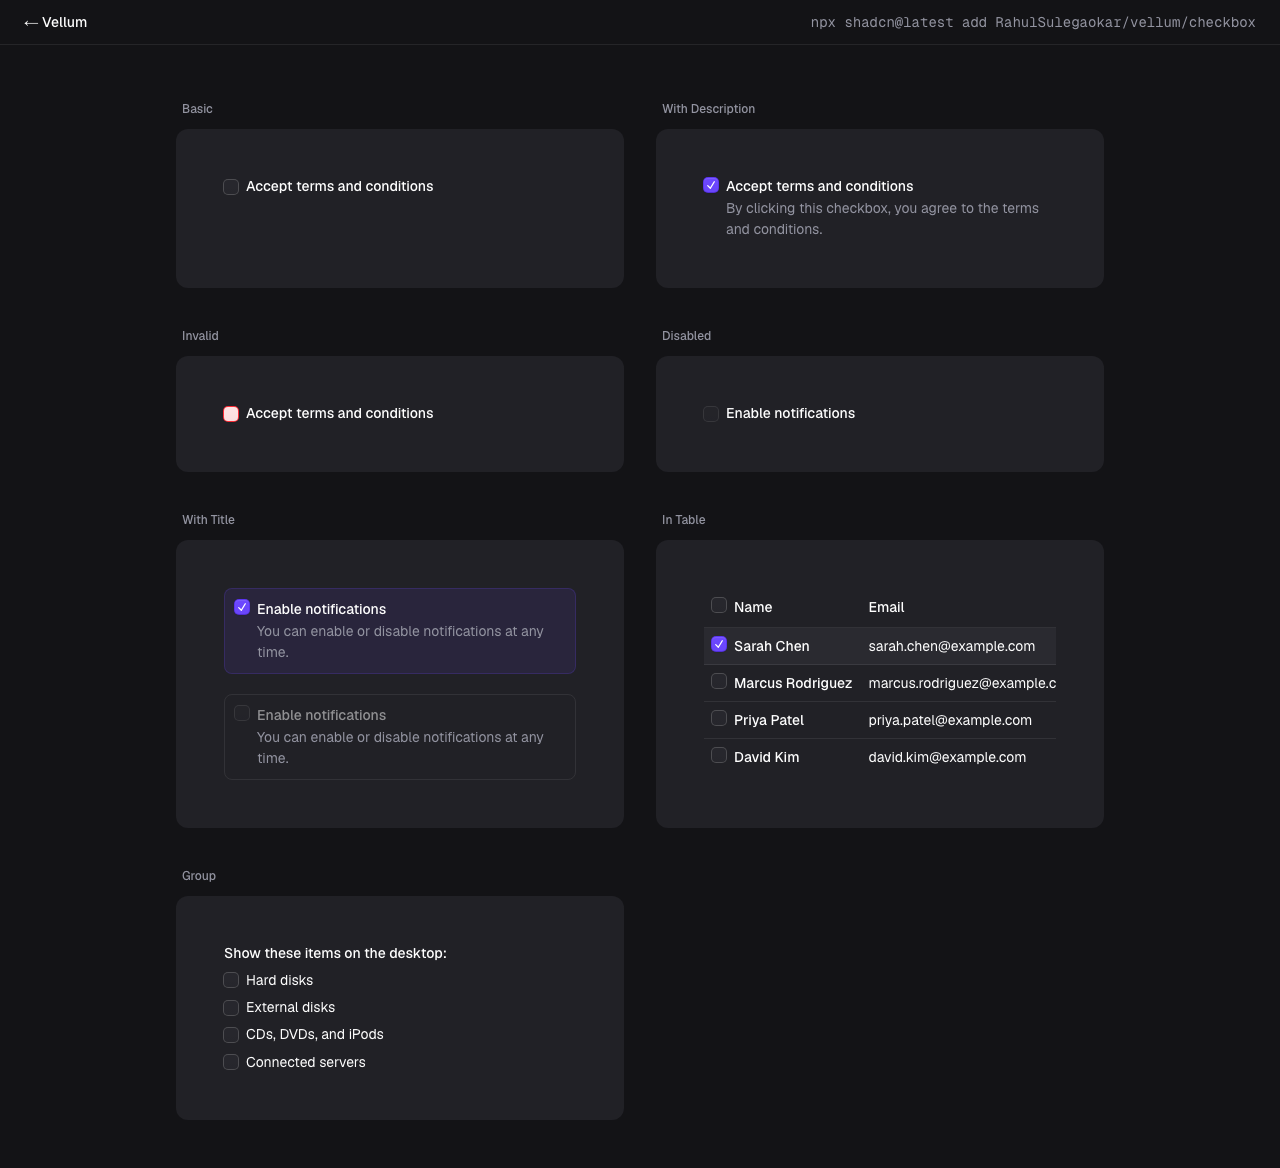 ← Vellum
npx shadcn@latest add RahulSulegaokar/vellum/checkbox
Basic
Accept terms and conditions
With Description
Accept terms and conditions
By clicking this checkbox, you agree to the terms
and conditions.
Invalid
Accept terms and conditions
Disabled
Enable notifications
With Title
Enable notifications
You can enable or disable notifications at any
time.
Enable notifications
You can enable or disable notifications at any
time.
In Table
Name Email
Sarah Chen sarah.chen@example.com
Marcus Rodriguez marcus.rodriguez@example.c
Priya Patel priya.patel@example.com
David Kim david.kim@example.com
Group
Show these items on the desktop:
Hard disks
External disks
CDs, DVDs, and iPods
Connected servers